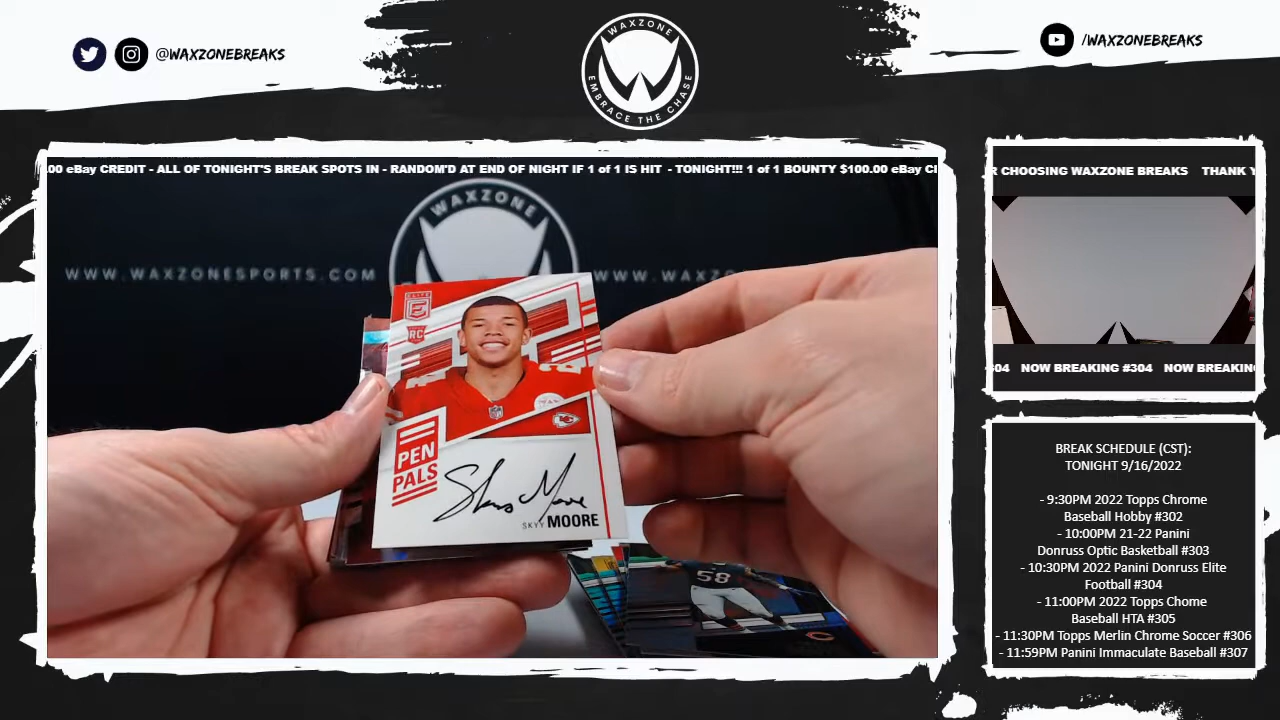 @WAXZONEBREAKS
WAXZONE
EMBRACE THE CHASE
/WAXZONEBREAKS
.00 eBay CREDIT - ALL OF TONIGHT'S BREAK SPOTS IN - RANDOM'D AT END OF NIGHT IF 1 of 1 IS HIT - TONIGHT!!! 1 of 1 BOUNTY $100.00 eBay
WAXZONE
WWW.WAXZONESPORTS.COM
WWW.WAXZ
ELITE
E
RC
PEN
PALS
Skyy Moore
SKYY MOORE
58
R CHOOSING WAXZONE BREAKS THANK
04 NOW BREAKING #304 NOW BREAKIN
BREAK SCHEDULE (CST):
TONIGHT 9/16/2022
- 9:30PM 2022 Topps Chrome
Baseball Hobby #302
- 10:00PM 21-22 Panini
Donruss Optic Basketball #303
- 10:30PM 2022 Panini Donruss Elite
Football #304
- 11:00PM 2022 Topps Chome
Baseball HTA #305
- 11:30PM Topps Merlin Chrome Soccer #306
- 11:59PM Panini Immaculate Baseball #307